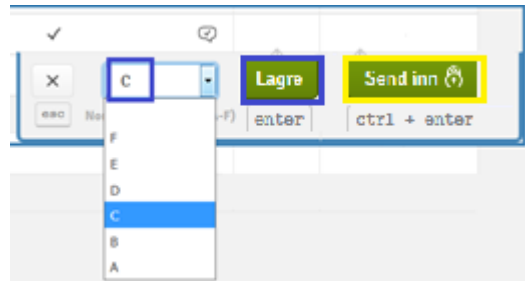 C
Lagre
Send inn
esc
-F)
enter
ctrl + enter
F
E
D
C
B
A